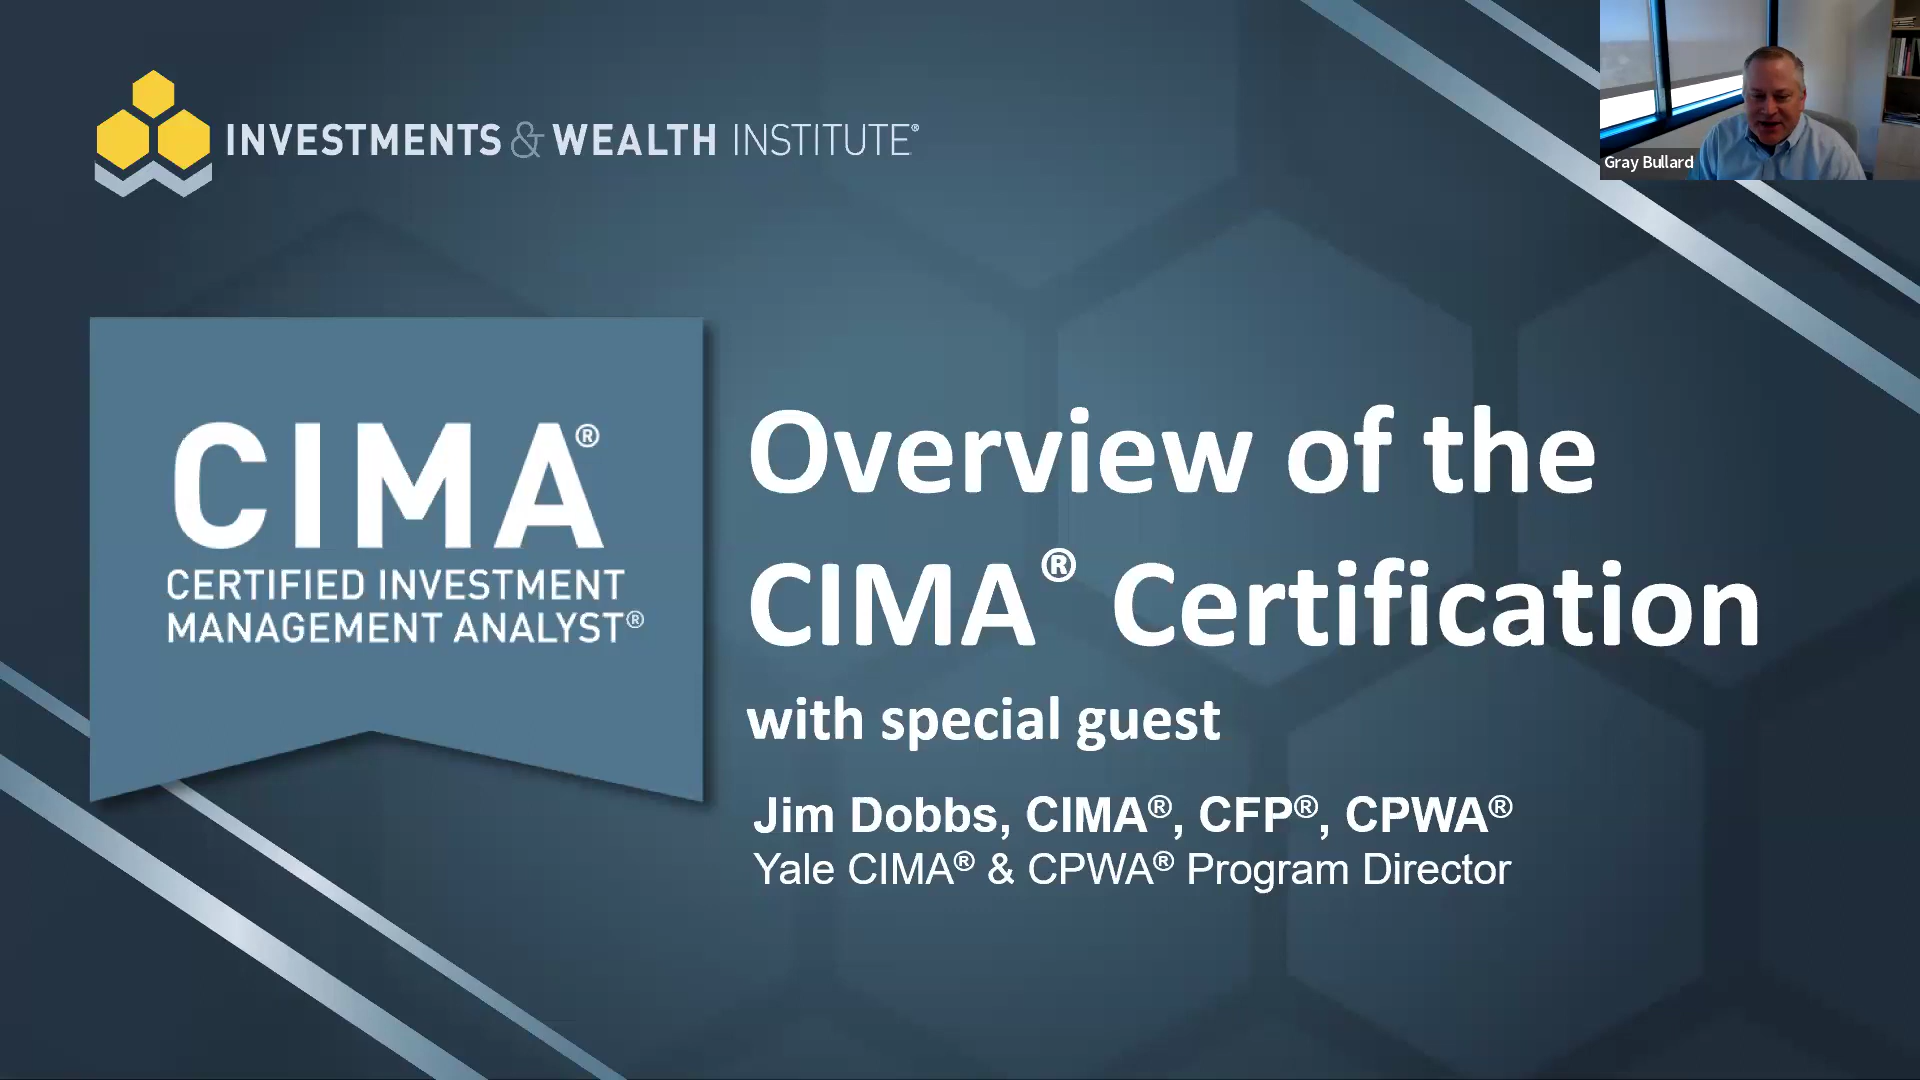 INVESTMENTS & WEALTH INSTITUTE®
Gray Bullard
CIMA®
CERTIFIED INVESTMENT
MANAGEMENT ANALYST®
Overview of the
CIMA® Certification
with special guest
Jim Dobbs, CIMA®, CFP®, CPWA®
Yale CIMA® & CPWA® Program Director